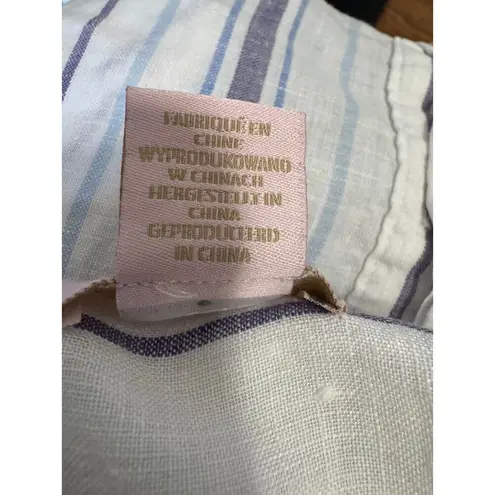 FABRIQUÉ EN
CHINE
WYPRODUKOWANO
W CHINACH
HERGESTELLT IN
CHINA
GEPRODUCEERD
IN CHINA